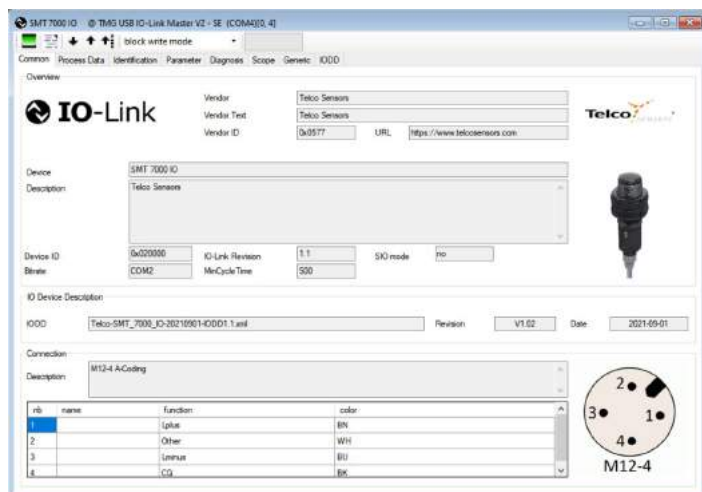 SMT 7000 IO @ TMG USB IO-Link Master V2 - SE (COM4)[0, 4]
block write mode
Common Process Data Identification Parameter Diagnosis Scope Generic IODD
Overview
IO-Link
Vendor Telco Sensors
Vendor Text Telco Sensors
Vendor ID 0x0577 URL https://www.telcosensors.com
Telco
Device SMT 7000 IO
Description Telco Sensors
Device ID 0x020000 IO-Link Revision 1.1 SIO mode no
Bitrate COM2 MinCycleTime 500
IO Device Description
IODD Telco-SMT_7000_IO-20210901-IODD1.1.xml Revision V1.02 Date 2021-09-01
Connection
Description M12-4 A-Coding
nb name function color
1 Lplus BN
2 Other WH
3 Lminus BU
4 CQ BK
2
3 1
4
M12-4